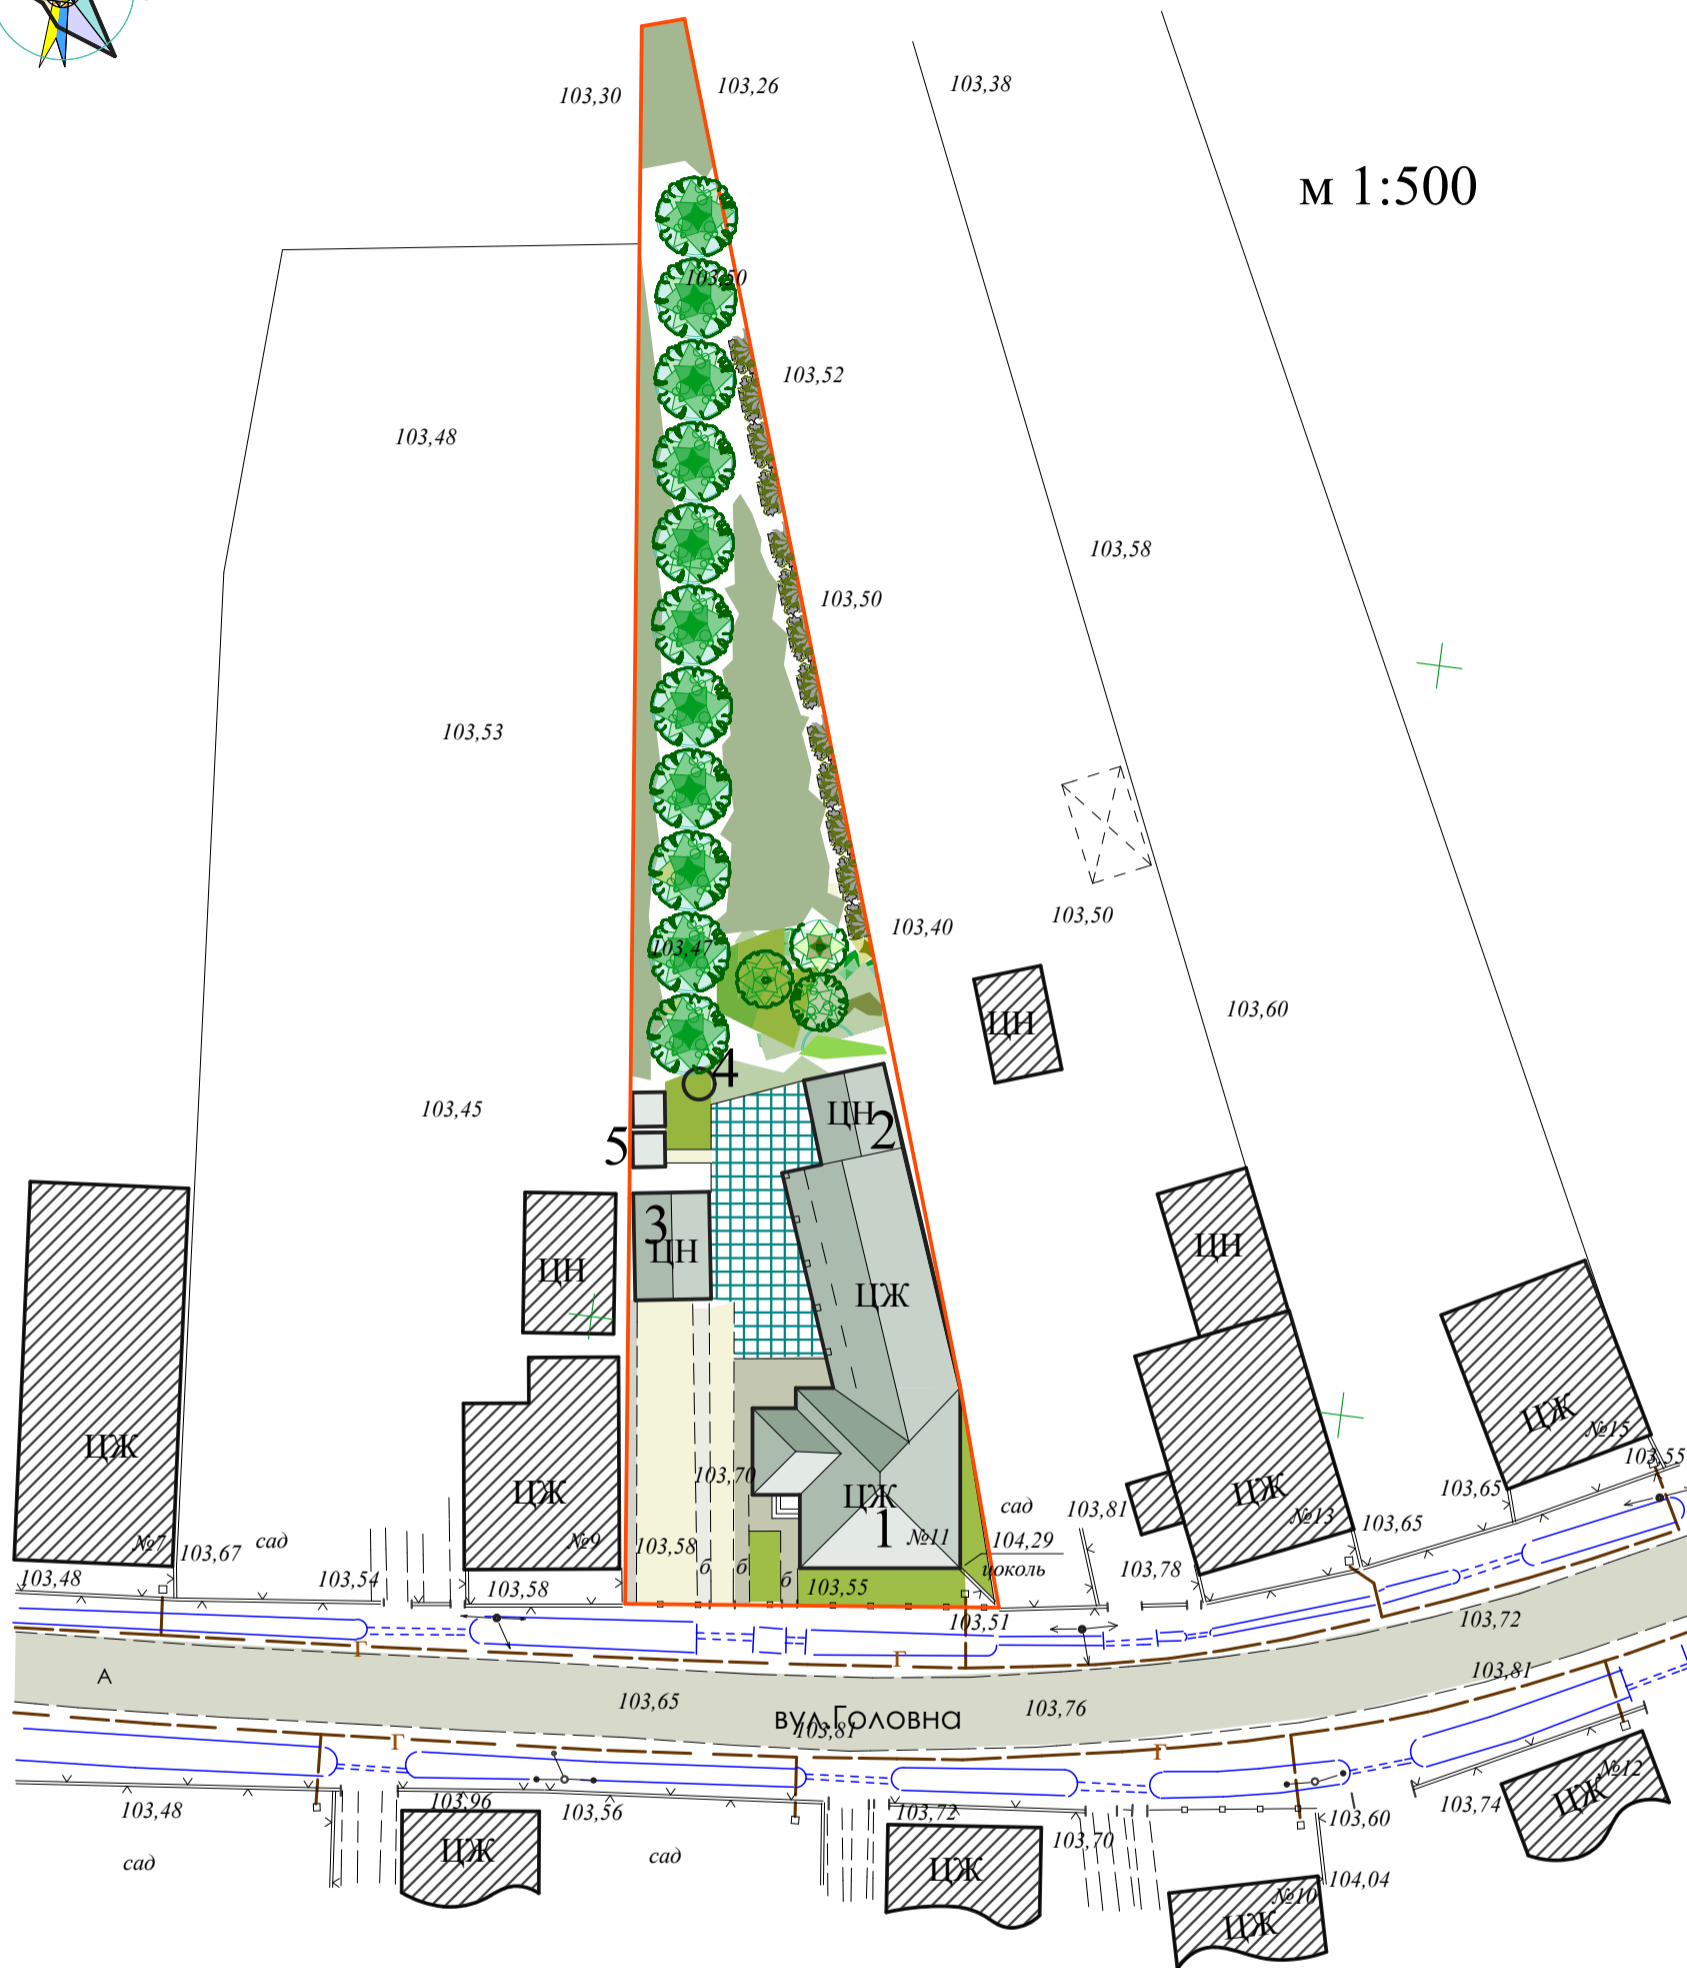 103,30
103,26
103,38
м 1:500
103,50
103,52
103,48
103,58
103,50
103,53
103,47
103,40
103,50
103,60
ЦН
4
103,45
5
ЦН
2
3
ЦН
ЦН
ЦН
ЦЖ
ЦЖ
ЦЖ
№15
103,55
103,70
ЦЖ
ЦЖ
1
№11
сад
103,81
103,65
ЦЖ
№13
103,65
№7
103,67
сад
№9
103,58
104,29
цоколь
103,48
103,54
103,58
б
б
б
103,55
103,78
103,51
103,72
Г
Г
А
103,65
вул.Головна
103,81
103,76
103,81
Г
Г
№12
ЦЖ
103,48
103,96
103,56
103,72
103,70
103,60
103,74
сад
ЦЖ
сад
ЦЖ
104,04
№10
ЦЖ